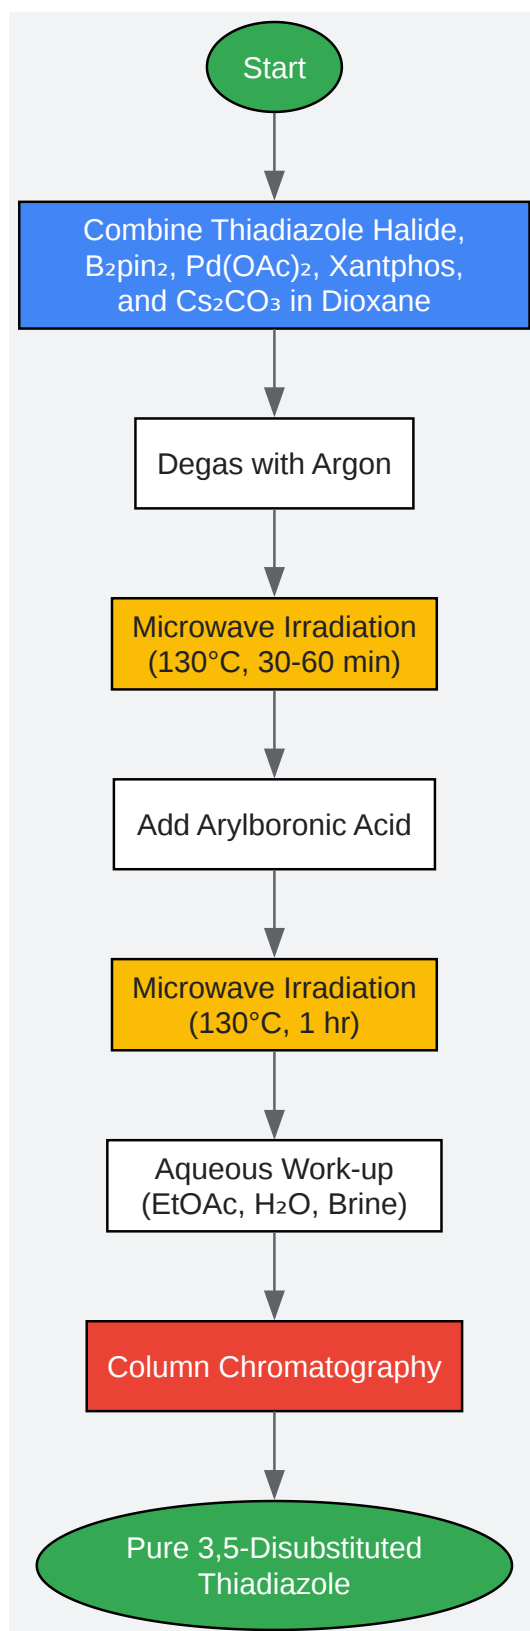 Start
Combine Thiadiazole Halide,
B₂pin₂, Pd(OAc)₂, Xantphos,
and Cs₂CO₃ in Dioxane
Degas with Argon
Microwave Irradiation
(130°C, 30-60 min)
Add Arylboronic Acid
Microwave Irradiation
(130°C, 1 hr)
Aqueous Work-up
(EtOAc, H₂O, Brine)
Column Chromatography
Pure 3,5-Disubstituted
Thiadiazole